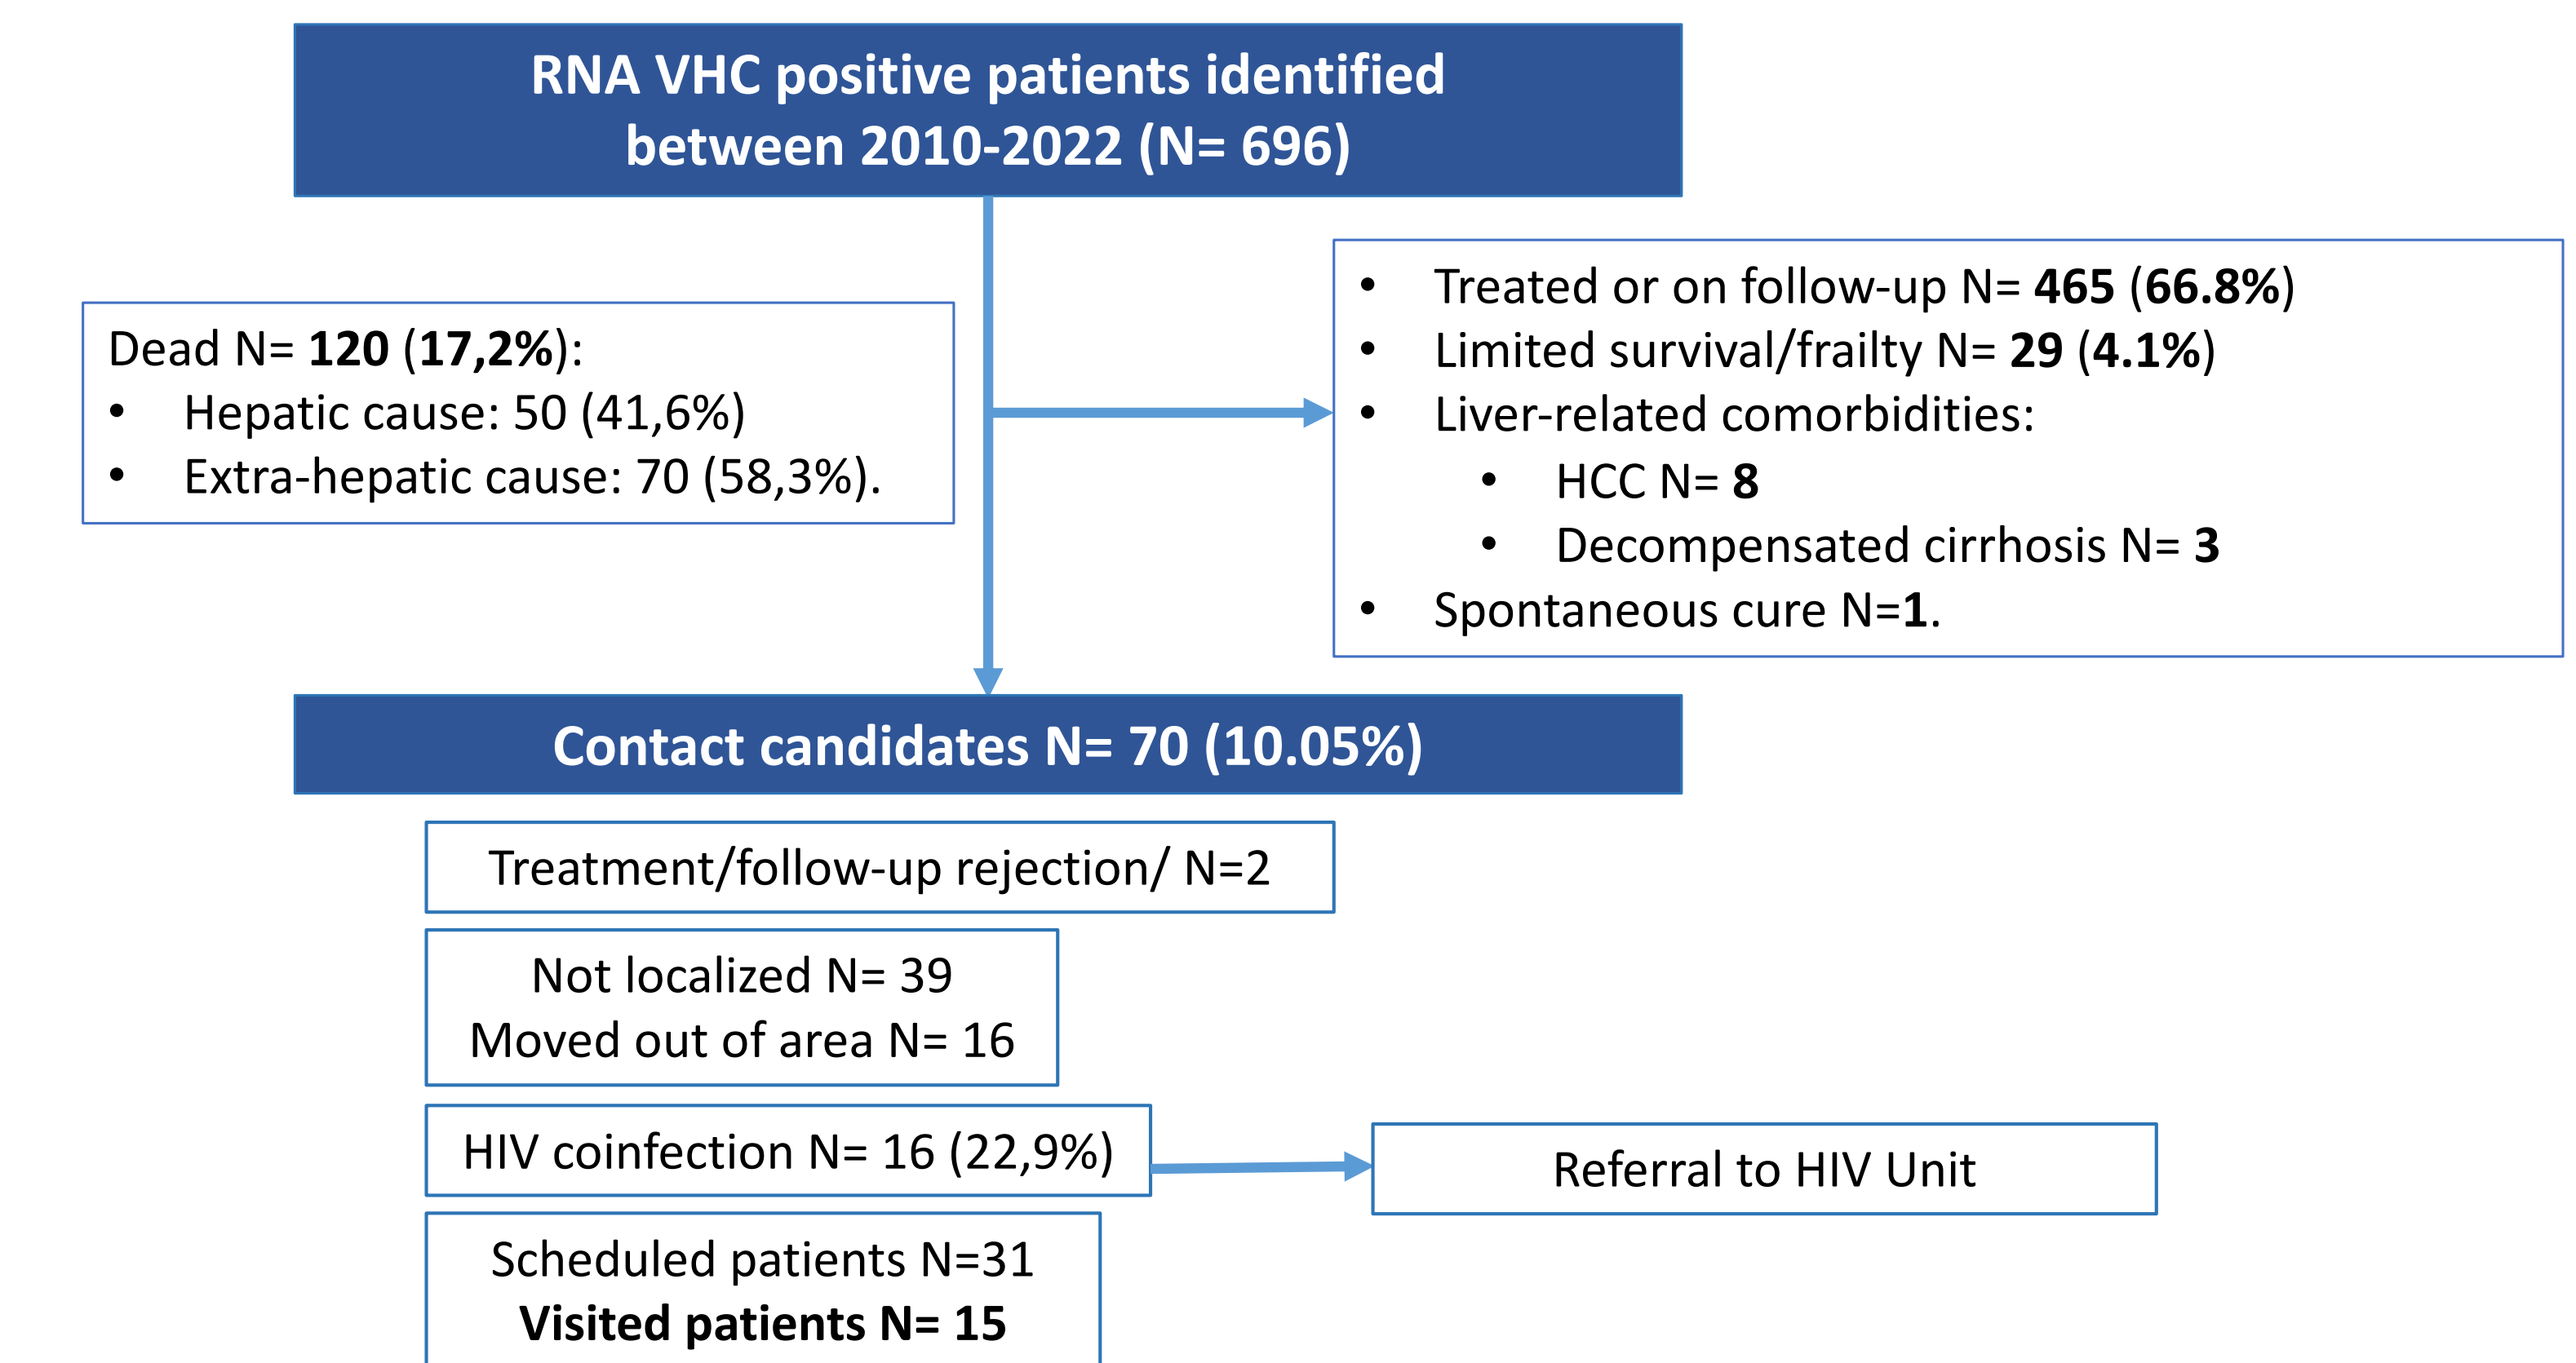 RNA VHC positive patients identified
between 2010-2022 (N= 696)
Dead N= 120 (17,2%):
• Hepatic cause: 50 (41,6%)
• Extra-hepatic cause: 70 (58,3%).
• Treated or on follow-up N= 465 (66.8%)
• Limited survival/frailty N= 29 (4.1%)
• Liver-related comorbidities:
• HCC N= 8
• Decompensated cirrhosis N= 3
• Spontaneous cure N=1.
Contact candidates N= 70 (10.05%)
Treatment/follow-up rejection/ N=2
Not localized N= 39
Moved out of area N= 16
HIV coinfection N= 16 (22,9%)
Referral to HIV Unit
Scheduled patients N=31
Visited patients N= 15